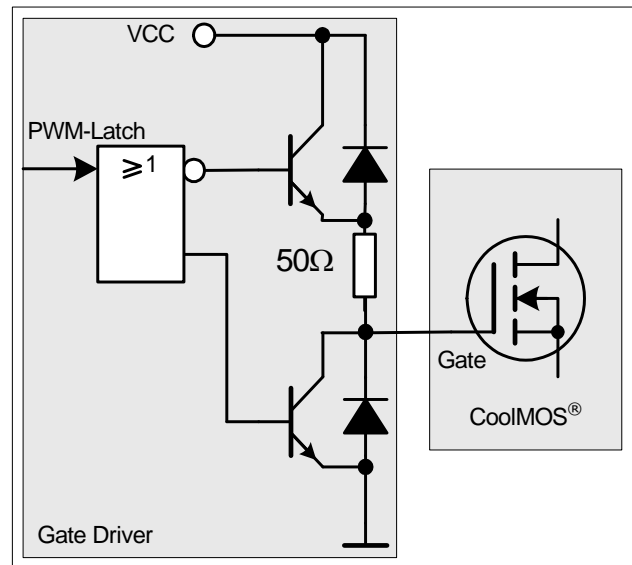 VCC
PWM-Latch
≥1
50Ω
Gate
CoolMOS®
Gate Driver